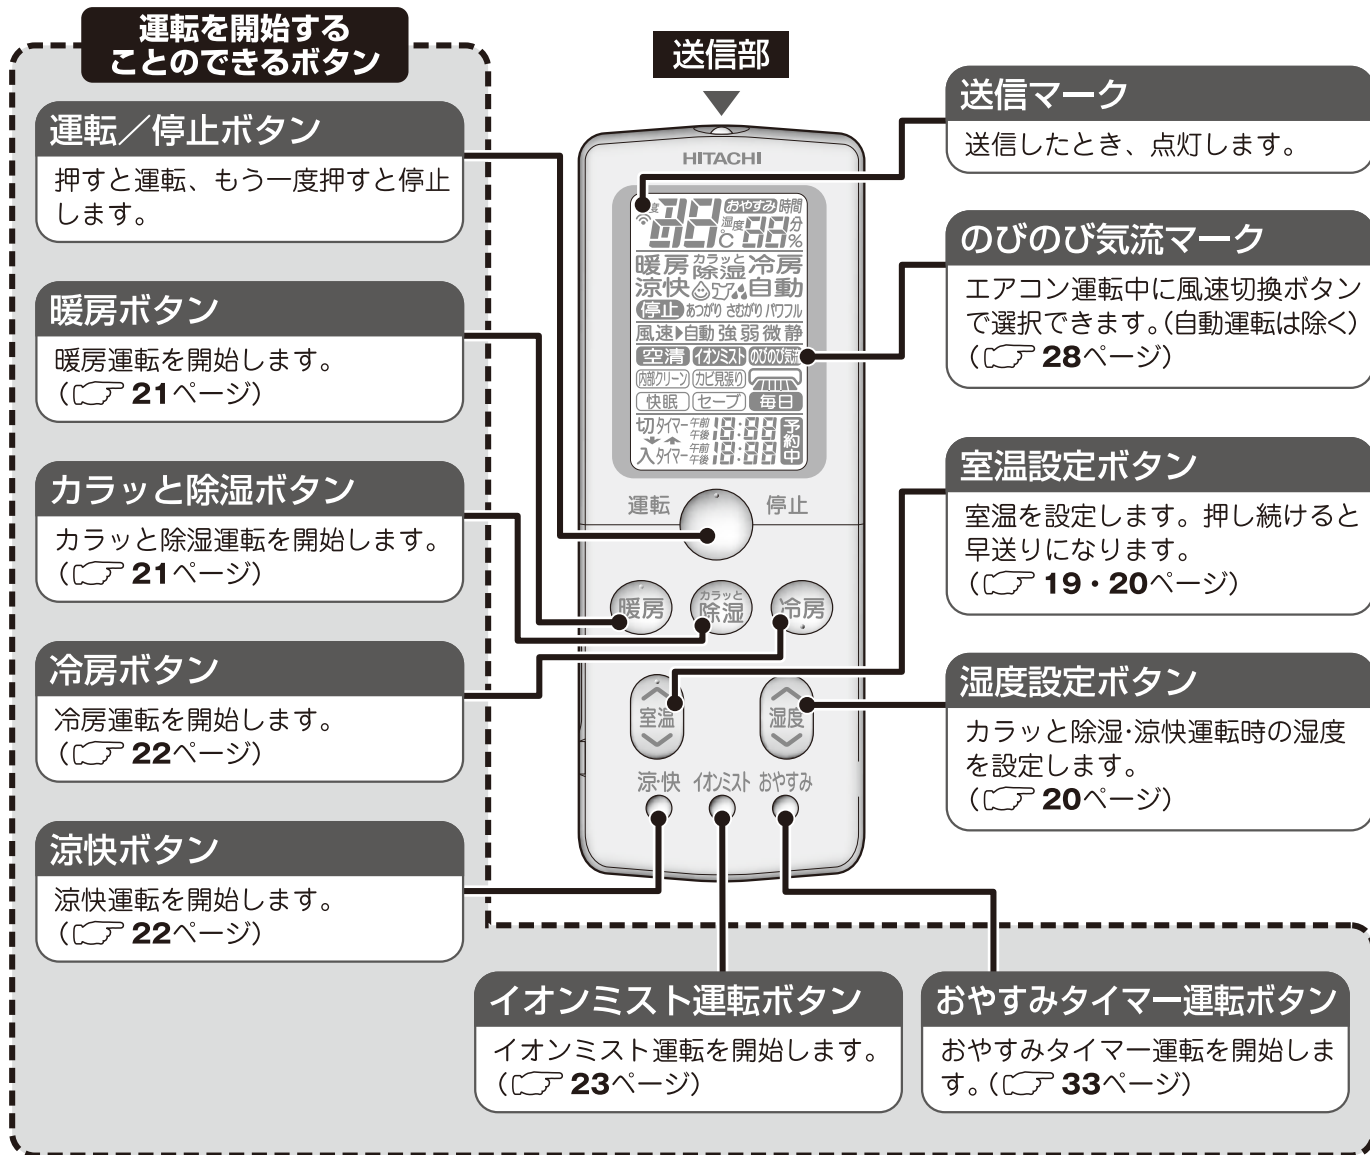 運転を開始する
ことのできるボタン
運転／停止ボタン
押すと運転、もう一度押すと停止
します。
暖房ボタン
暖房運転を開始します。
(☞ 21ページ)
カラッと除湿ボタン
カラッと除湿運転を開始します。
(☞ 21ページ)
冷房ボタン
冷房運転を開始します。
(☞ 22ページ)
涼快ボタン
涼快運転を開始します。
(☞ 22ページ)
送信部
HITACHI
度 88 ℃ おやすみ 時間
湿度 88 分 %
暖房 カラッと除湿 冷房
涼快 自動
停止 あつがり さむがり パワフル
風速▶自動 強 弱 微 静
空清 イオンミスト のびのび気流
内部クリーン カビ見張り
快眠 セーブ 毎日
切タイマー 午前 午後 18:88 予約中
入タイマー 午前 午後 18:88
運転 停止
暖房 カラッと除湿 冷房
室温 湿度
涼・快 イオンミスト おやすみ
送信マーク
送信したとき、点灯します。
のびのび気流マーク
エアコン運転中に風速切換ボタン
で選択できます。(自動運転は除く)
(☞ 28ページ)
室温設定ボタン
室温を設定します。押し続けると
早送りになります。
(☞ 19・20ページ)
湿度設定ボタン
カラッと除湿・涼快運転時の湿度
を設定します。
(☞ 20ページ)
イオンミスト運転ボタン
イオンミスト運転を開始します。
(☞ 23ページ)
おやすみタイマー運転ボタン
おやすみタイマー運転を開始しま
す。(☞ 33ページ)